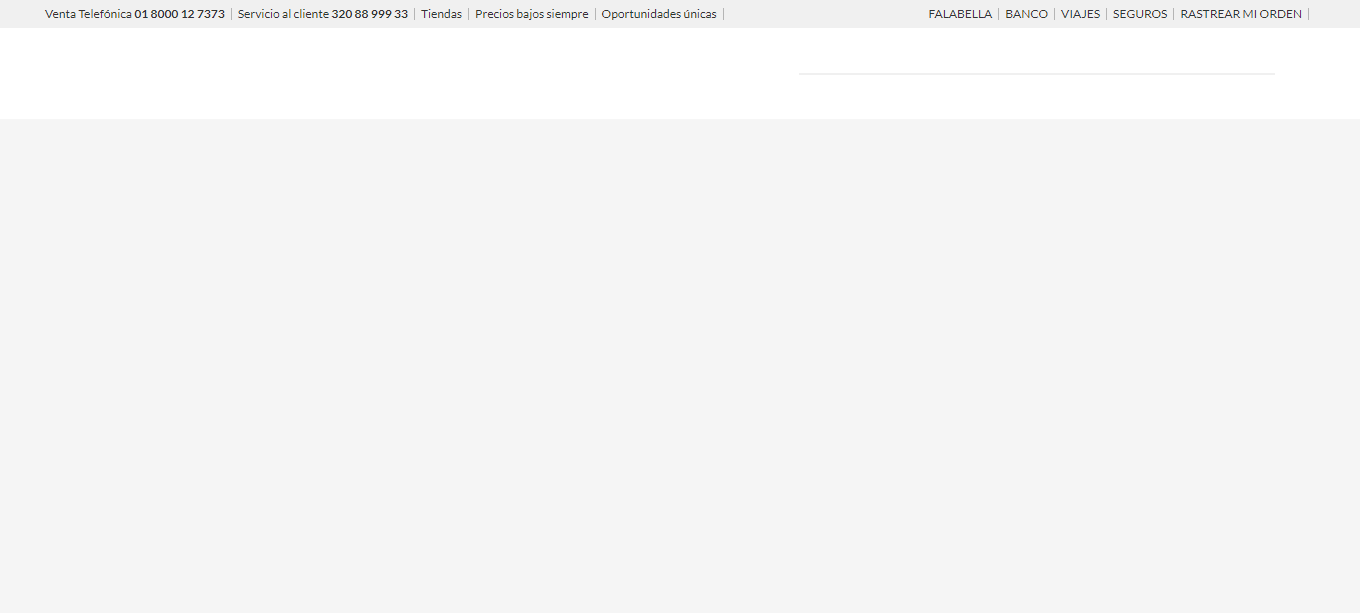 Venta Telefónica 01 8000 12 7373 | Servicio al cliente 320 88 999 33 | Tiendas | Precios bajos siempre | Oportunidades únicas | FALABELLA | BANCO | VIAJES | SEGUROS | RASTREAR MI ORDEN |